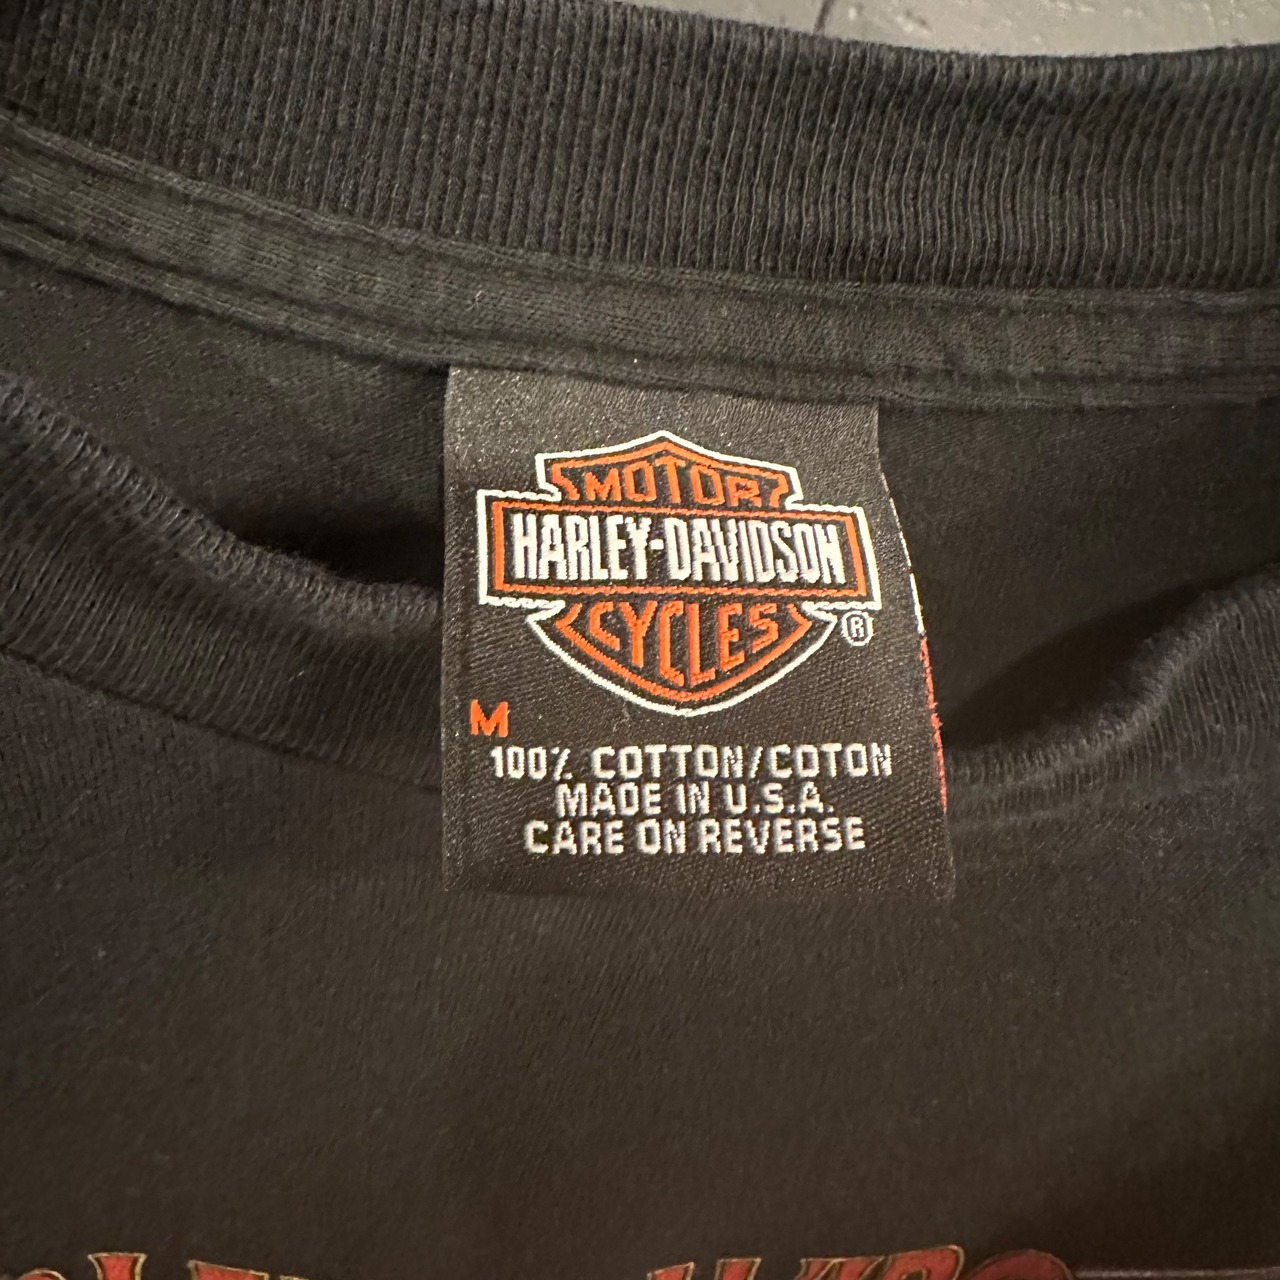 MOTOR
HARLEY-DAVIDSON
CYCLES
®
M
100% COTTON/COTON
MADE IN U.S.A.
CARE ON REVERSE